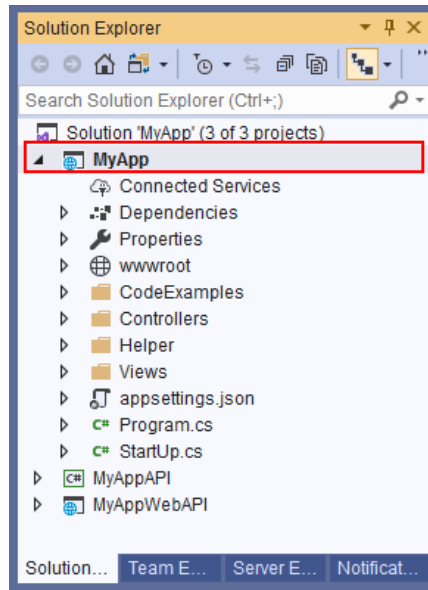 Solution Explorer
Search Solution Explorer (Ctrl+;)
Solution 'MyApp' (3 of 3 projects)
MyApp
Connected Services
Dependencies
Properties
wwwroot
CodeExamples
Controllers
Helper
Views
appsettings.json
C# Program.cs
C# StartUp.cs
C# MyAppAPI
MyAppWebAPI
Solution... Team E... Server E... Notificat...